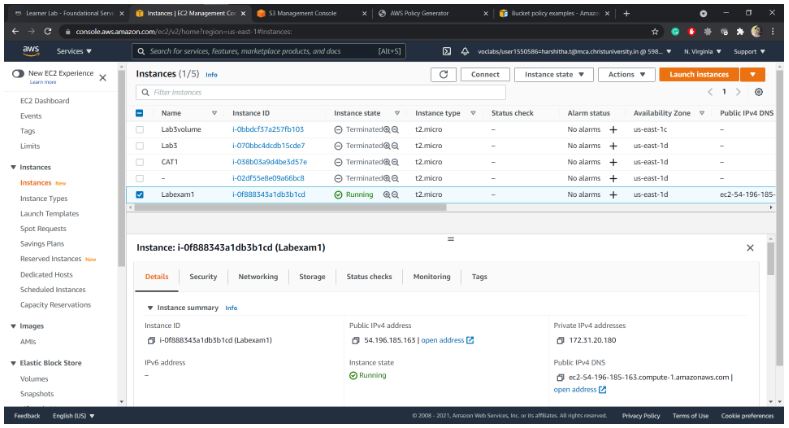 Learner Lab - Foundational Serv
Instances | EC2 Management Con
S3 Management Console
AWS Policy Generator
Bucket policy examples - Amazon
console.aws.amazon.com/ec2/v2/home?region=us-east-1#Instances:
aws
Services
Search for services, features, marketplace products, and docs
[Alt+S]
voclabs/user1550586=harshitha.t@mca.christuniversity.in @ 598...
N. Virginia
Support
New EC2 Experience
Learn more
EC2 Dashboard
Events
Tags
Limits
Instances
Instances New
Instance Types
Launch Templates
Spot Requests
Savings Plans
Reserved Instances New
Dedicated Hosts
Scheduled Instances
Capacity Reservations
Images
AMIs
Elastic Block Store
Volumes
Snapshots
Instances (1/5) Info
Connect
Instance state
Actions
Launch instances
Filter instances
1
Name Instance ID Instance state Instance type Status check Alarm status Availability Zone Public IPv4 DNS
Lab3volume i-0bbdcf37a257fb103 Terminated t2.micro – No alarms + us-east-1c –
Lab3 i-070bbc4dcdb15cde7 Terminated t2.micro – No alarms + us-east-1d –
CAT1 i-038b03a9d4be3d57e Terminated t2.micro – No alarms + us-east-1d –
– i-02df55e8e09a66bc8 Terminated t2.micro – No alarms + us-east-1d –
Labexam1 i-0f888343a1db3b1cd Running t2.micro – No alarms + us-east-1d ec2-54-196-185-
Instance: i-0f888343a1db3b1cd (Labexam1)
Details Security Networking Storage Status checks Monitoring Tags
Instance summary Info
Instance ID
i-0f888343a1db3b1cd (Labexam1)
Public IPv4 address
54.196.185.163 | open address
Private IPv4 addresses
172.31.20.180
IPv6 address
–
Instance state
Running
Public IPv4 DNS
ec2-54-196-185-163.compute-1.amazonaws.com |
open address
Feedback
English (US)
© 2008 - 2021, Amazon Web Services, Inc. or its affiliates. All rights reserved.
Privacy Policy
Terms of Use
Cookie preferences